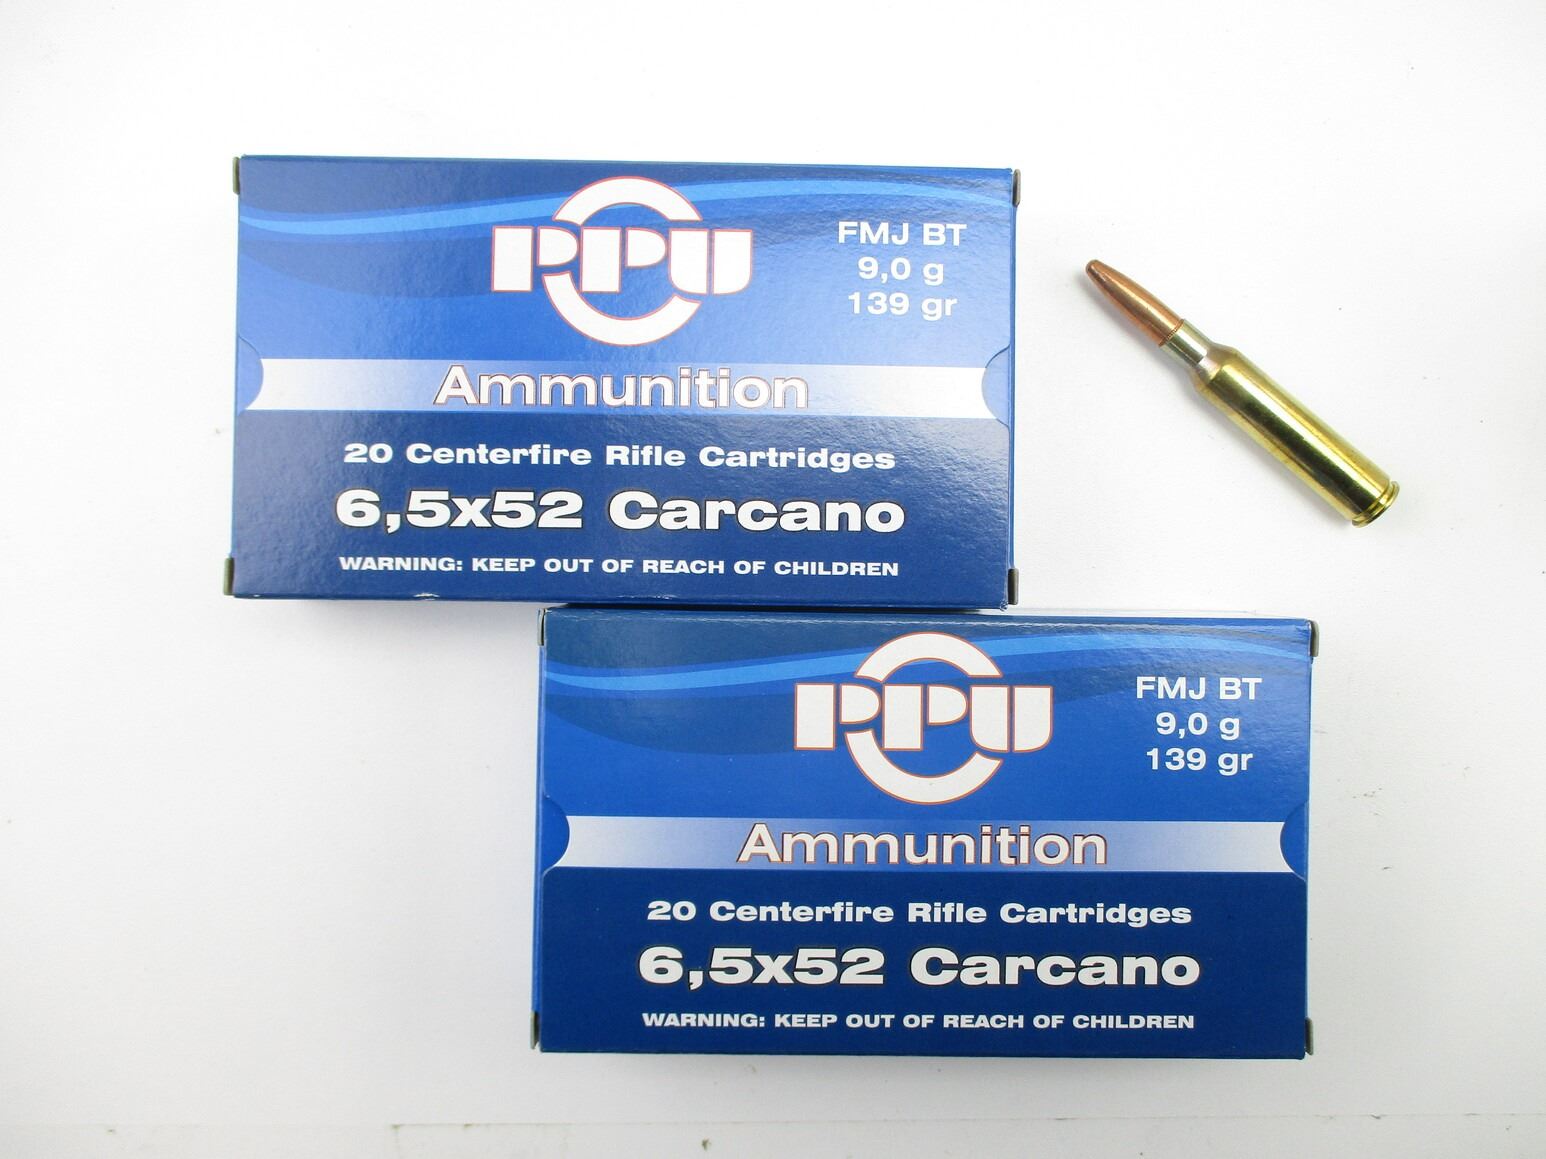 PPU
FMJ BT
9,0 g
139 gr
Ammunition
20 Centerfire Rifle Cartridges
6,5x52 Carcano
WARNING: KEEP OUT OF REACH OF CHILDREN
PPU
FMJ BT
9,0 g
139 gr
Ammunition
20 Centerfire Rifle Cartridges
6,5x52 Carcano
WARNING: KEEP OUT OF REACH OF CHILDREN